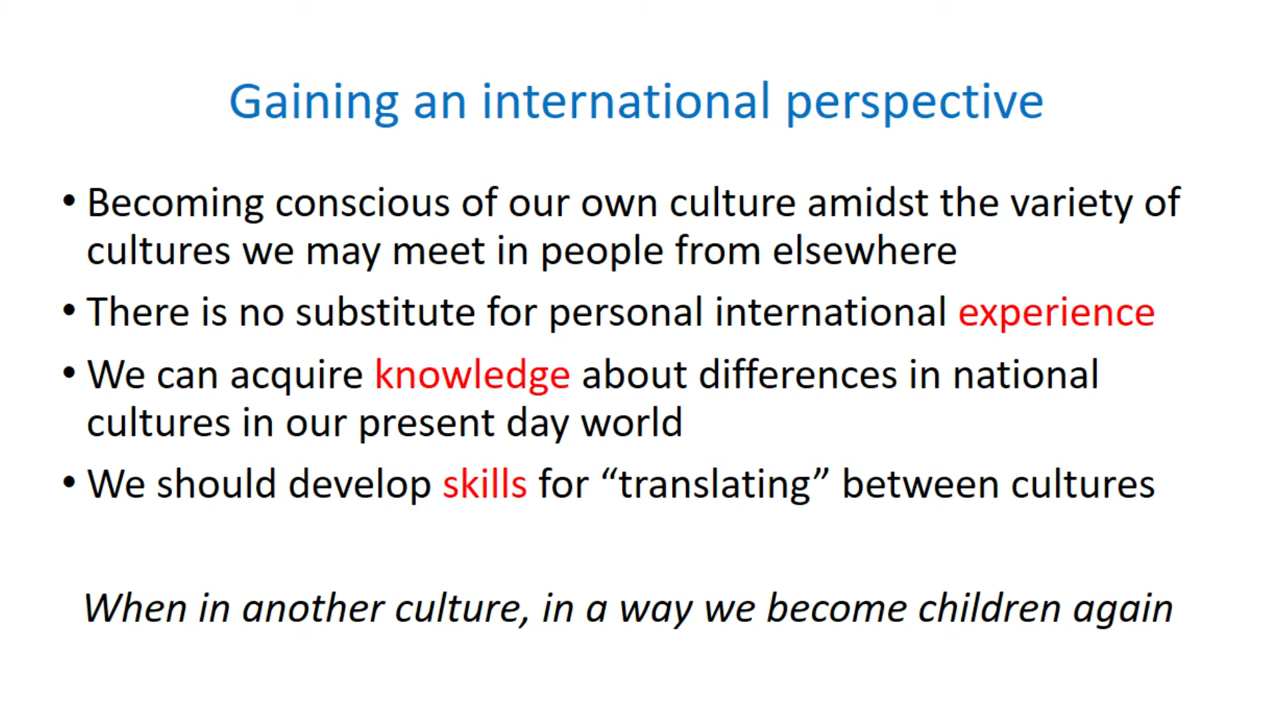 Gaining an international perspective
• Becoming conscious of our own culture amidst the variety of
cultures we may meet in people from elsewhere
• There is no substitute for personal international experience
• We can acquire knowledge about differences in national
cultures in our present day world
• We should develop skills for “translating” between cultures
When in another culture, in a way we become children again